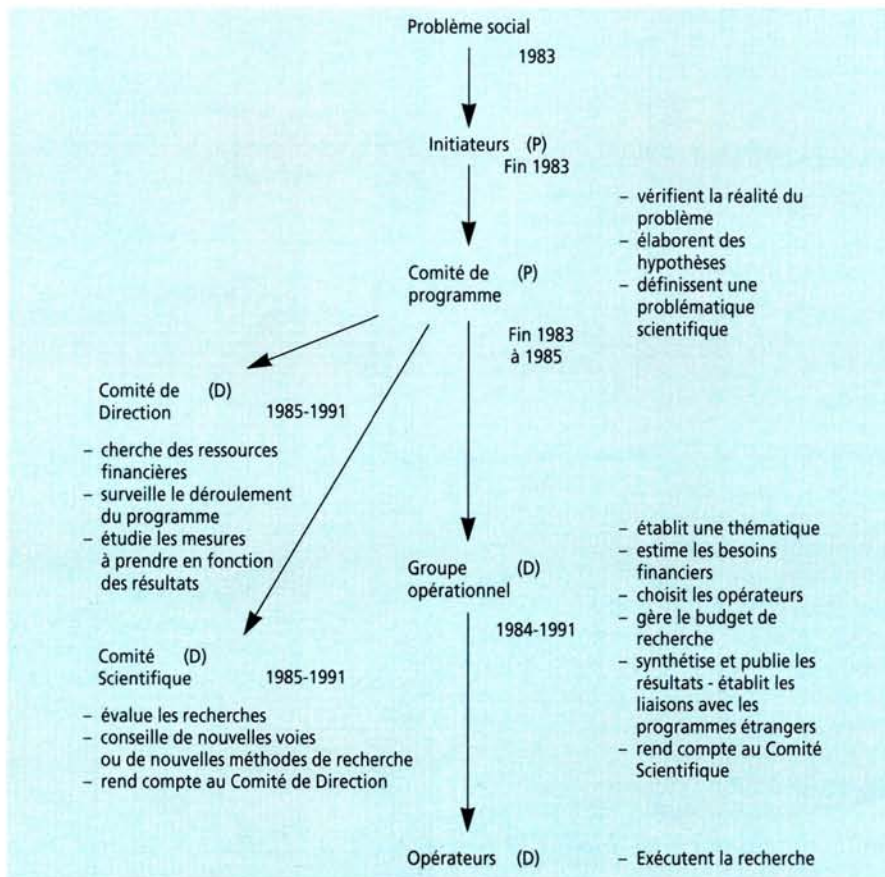 Problème social
1983
Initiateurs (P)
Fin 1983
– vérifient la réalité du
problème
– élaborent des
hypothèses
– définissent une
problématique
scientifique
Comité de (P)
programme
Fin 1983
à 1985
Comité de (D)
Direction 1985-1991
– cherche des ressources
financières
– surveille le déroulement
du programme
– étudie les mesures
à prendre en fonction
des résultats
Groupe (D)
opérationnel
1984-1991
– établit une thématique
– estime les besoins
financiers
– choisit les opérateurs
– gère le budget de
recherche
– synthétise et publie les
résultats - établit les
liaisons avec les
programmes étrangers
– rend compte au Comité
Scientifique
Comité (D)
Scientifique 1985-1991
– évalue les recherches
– conseille de nouvelles voies
ou de nouvelles méthodes de recherche
– rend compte au Comité de Direction
Opérateurs (D) – Exécutent la recherche